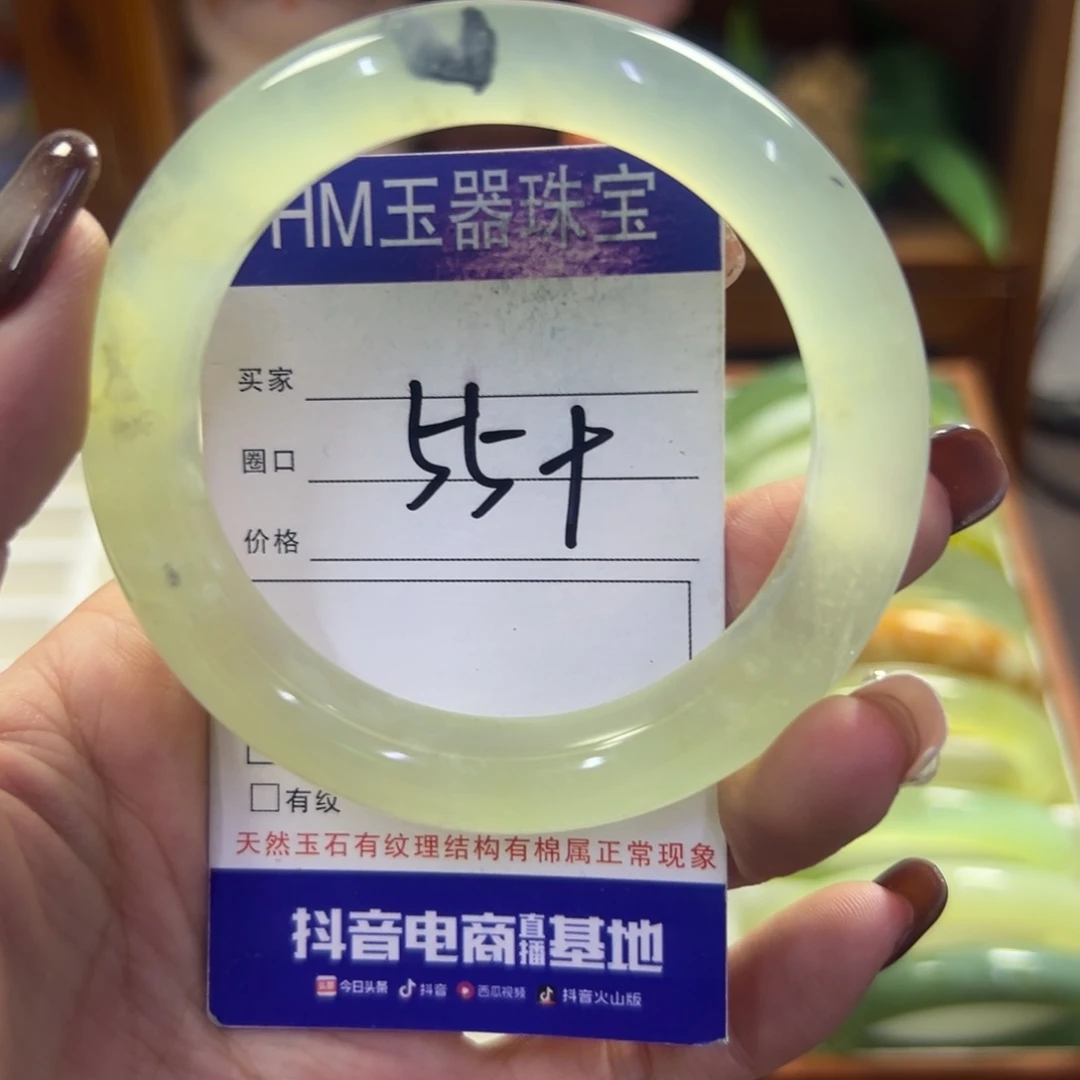 HM玉器珠宝
买家
圈口 55+
价格
有纹
天然玉石有纹理结构有棉属正常现象
抖音电商直播基地
头条 今日头条 抖音 西瓜视频 抖音火山版